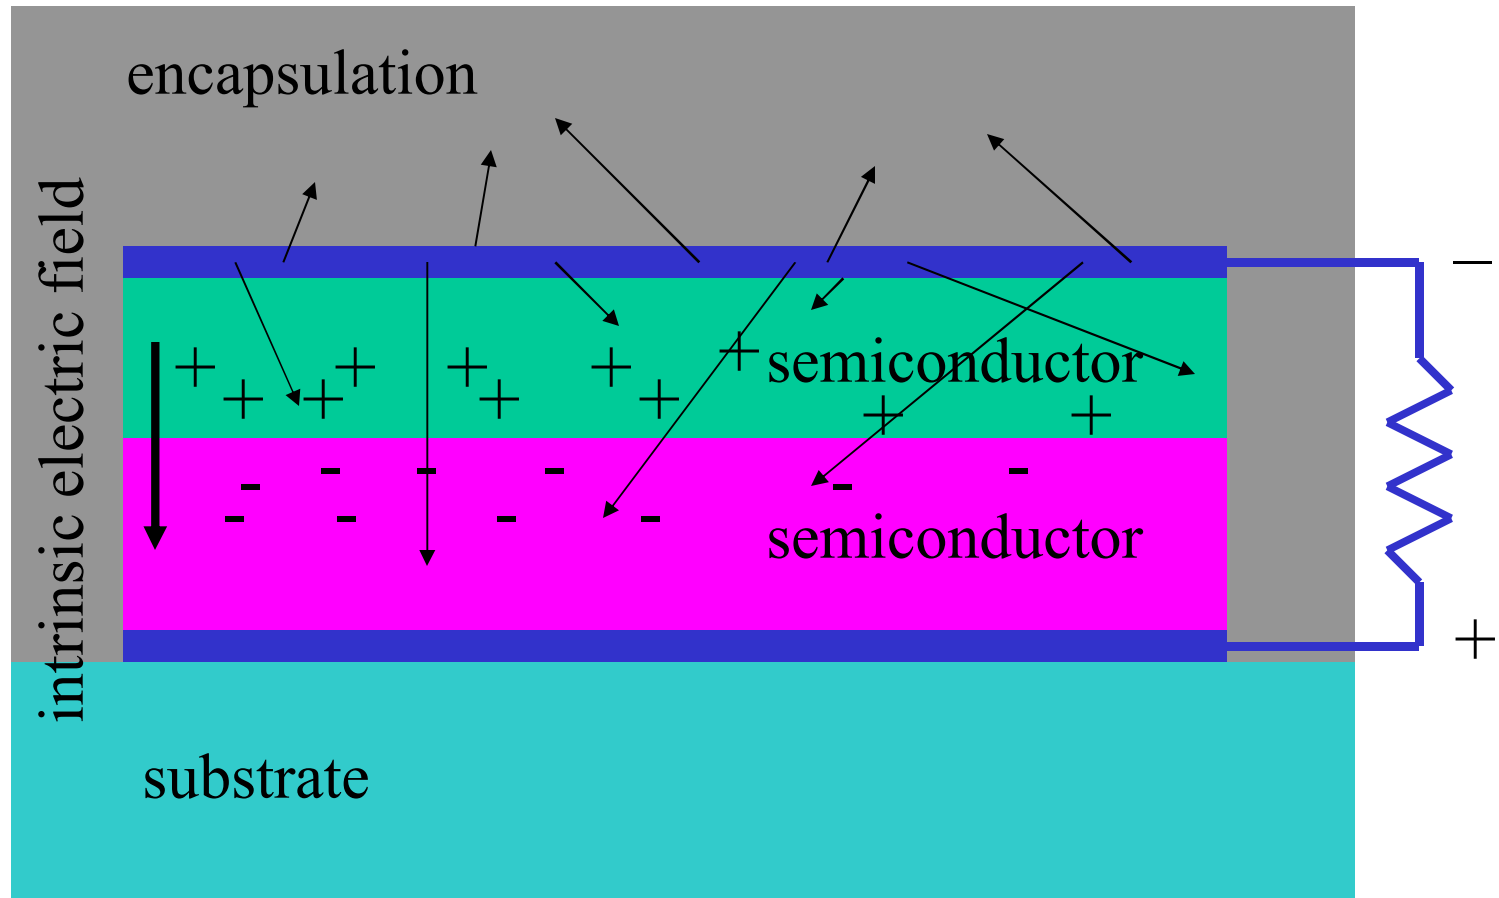 encapsulation
intrinsic electric field
−
+ + + + +
semiconductor
+ + + + + +
- - - -
- - -
- - - -
semiconductor
+
substrate